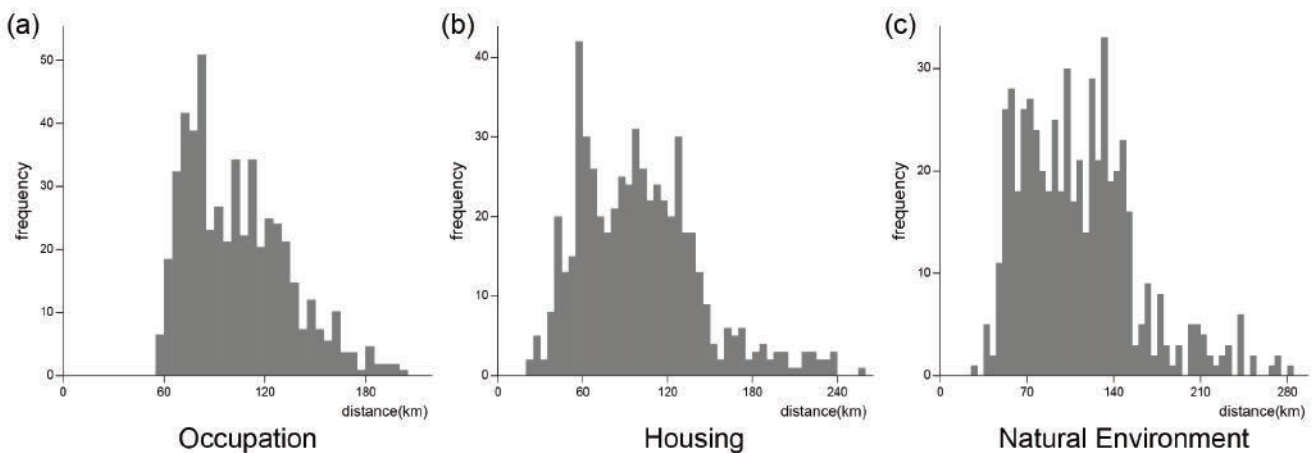 (a)
frequency
50
40
30
20
10
0
0
60
120
180
distance(km)
Occupation
(b)
frequency
40
30
20
10
0
0
60
120
180
240
distance(km)
Housing
(c)
frequency
30
20
10
0
0
70
140
210
280
distance(km)
Natural Environment